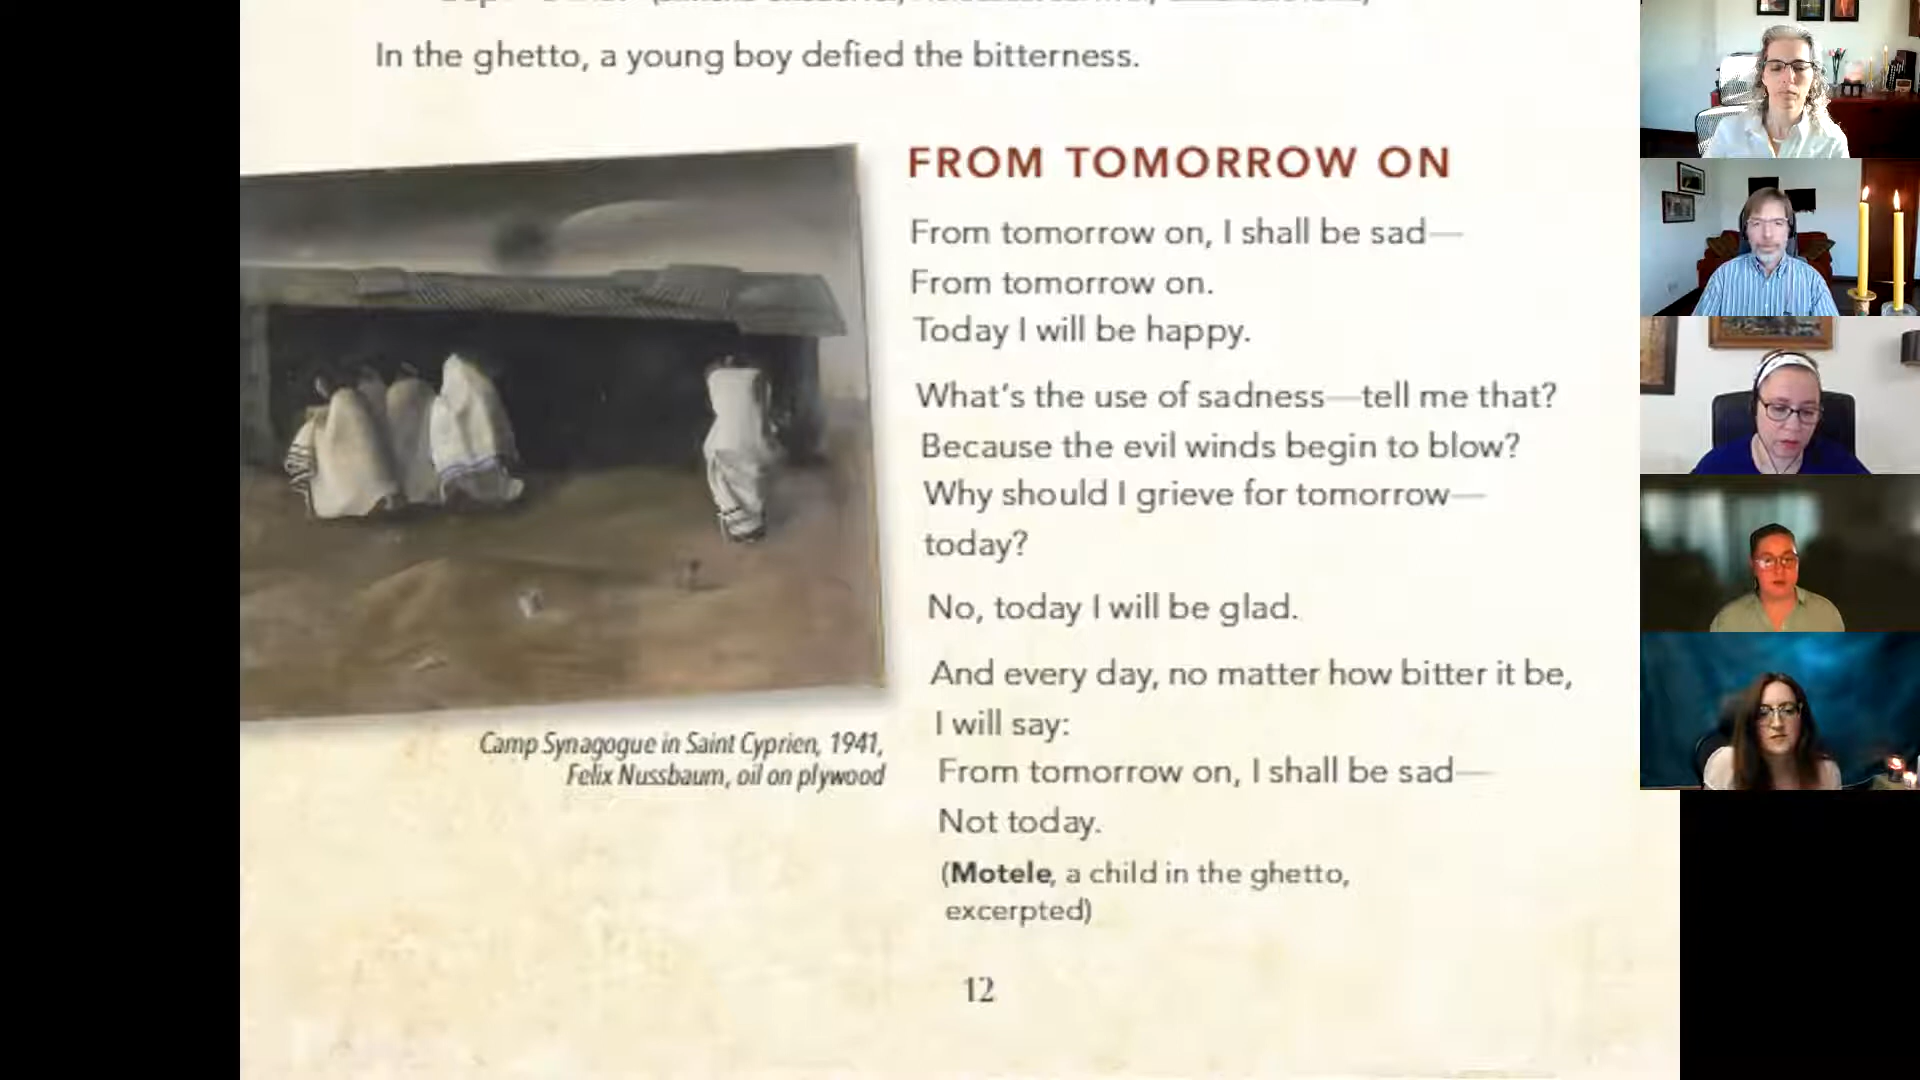 In the ghetto, a young boy defied the bitterness.
FROM TOMORROW ON
From tomorrow on, I shall be sad—
From tomorrow on.
Today I will be happy.
What's the use of sadness—tell me that?
Because the evil winds begin to blow?
Why should I grieve for tomorrow—
today?
No, today I will be glad.
And every day, no matter how bitter it be,
I will say:
From tomorrow on, I shall be sad—
Not today.
(Motele, a child in the ghetto,
excerpted)
Camp Synagogue in Saint Cyprien, 1941,
Felix Nussbaum, oil on plywood
12